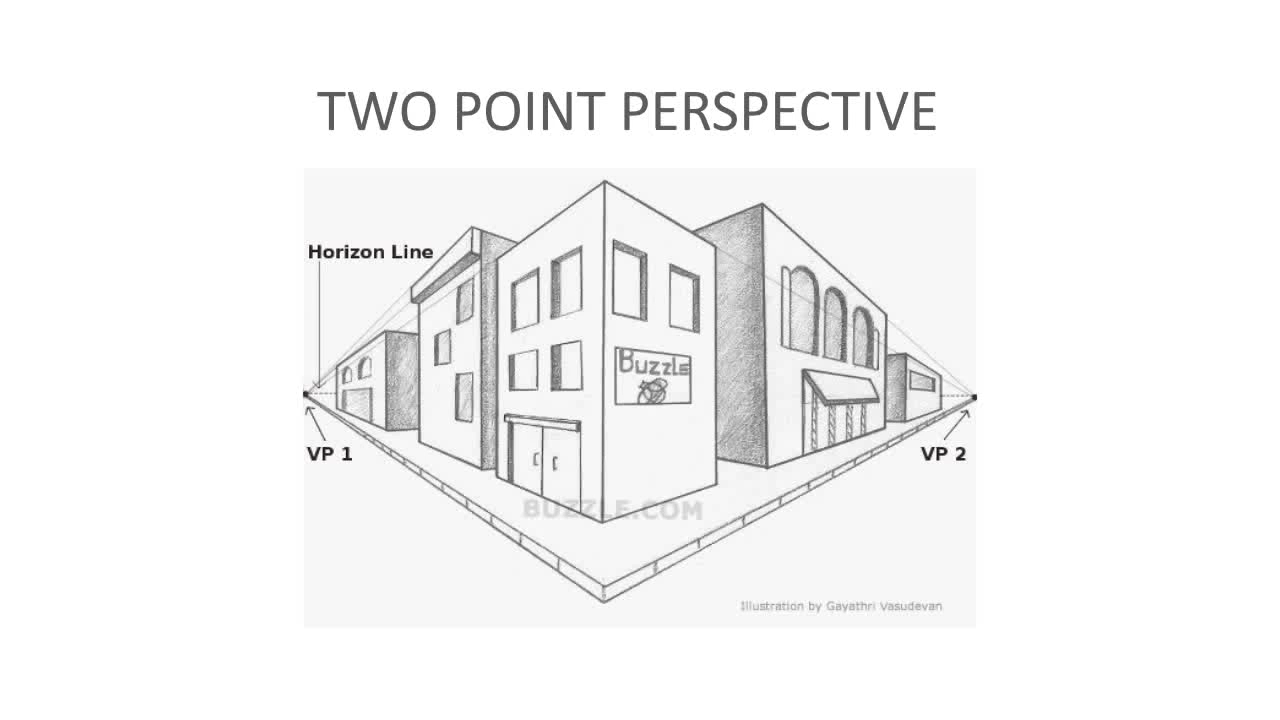 TWO POINT PERSPECTIVE
Horizon Line
Buzzle
VP 1
VP 2
BUZZLE.COM
Illustration by Gayathri Vasudevan